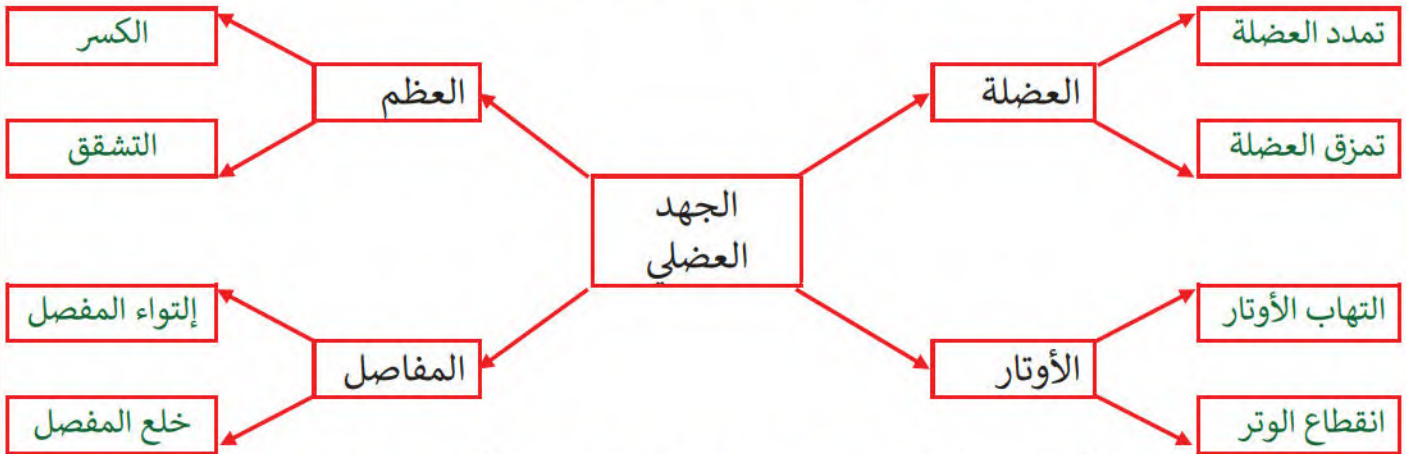 تمدد العضلة
الكسر
العضلة
العظم
تمزق العضلة
التشقق
الجهد
العضلي
التهاب الأوتار
إلتواء المفصل
الأوتار
المفاصل
انقطاع الوتر
خلع المفصل